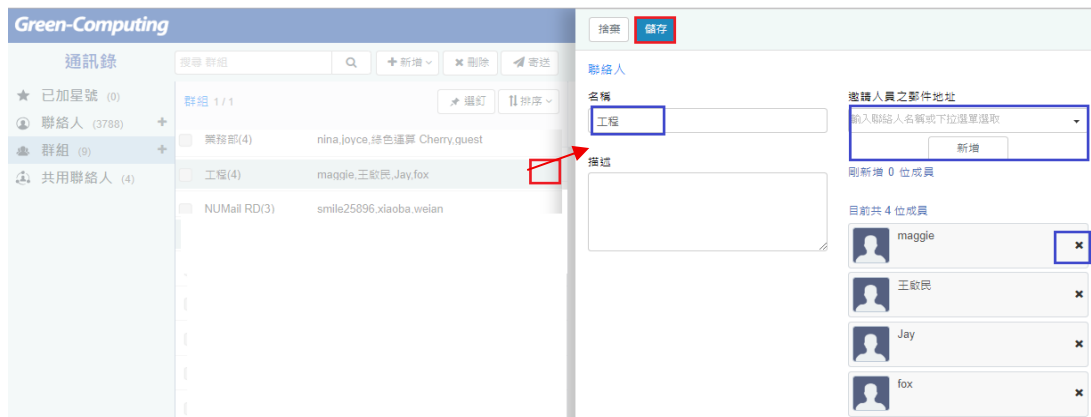 Green-Computing
通訊錄
搜尋 群組
新增
刪除
寄送
已加星號 (0)
聯絡人 (3788)
群組 (9)
共用聯絡人 (4)
群組 1 / 1
選釘
排序
業務部(4) nina,joyce,綠色運算 Cherry,guest
工程(4) maggie,王歐民,Jay,fox
NUMail RD(3) smile25896,xiaoba,weian
捨棄
儲存
聯絡人
名稱
工程
描述
邀請人員之郵件地址
輸入聯絡人名稱或下拉選單選取
新增
剛新增 0 位成員
目前共 4 位成員
maggie
王歐民
Jay
fox